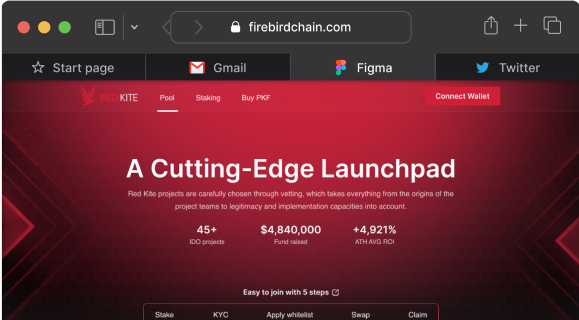 firebirdchain.com
Start page
Gmail
Figma
Twitter
RED KITE
Pool
Staking
Buy PKF
Connect Wallet
A Cutting-Edge Launchpad
Red Kite projects are carefully chosen through vetting, which takes everything from the origins of the
project teams to legitimacy and implementation capacities into account.
45+
$4,840,000
+4,921%
IDO projects
Fund raised
ATH AVG ROI
Easy to join with 5 steps
Stake
KYC
Apply whitelist
Swap
Claim